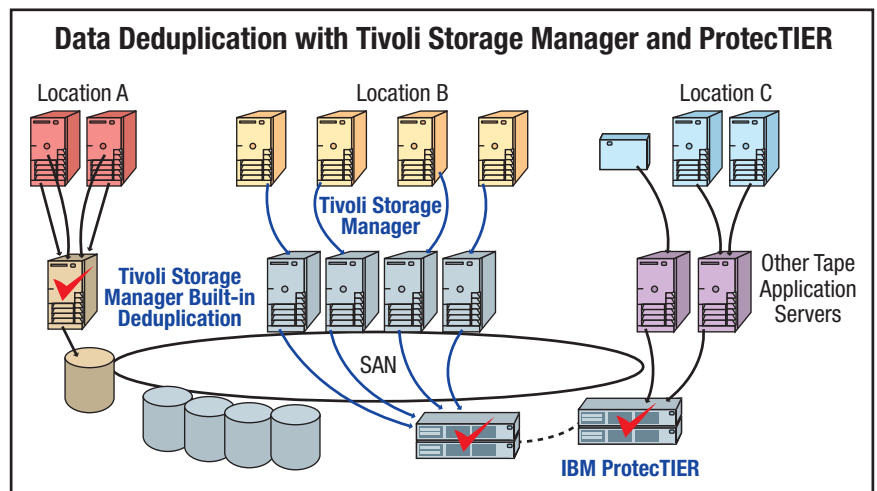 Data Deduplication with Tivoli Storage Manager and ProtecTIER
Location A
Location B
Location C
Tivoli Storage
Manager
Tivoli Storage
Manager Built-in
Deduplication
Other Tape
Application
Servers
SAN
IBM ProtecTIER